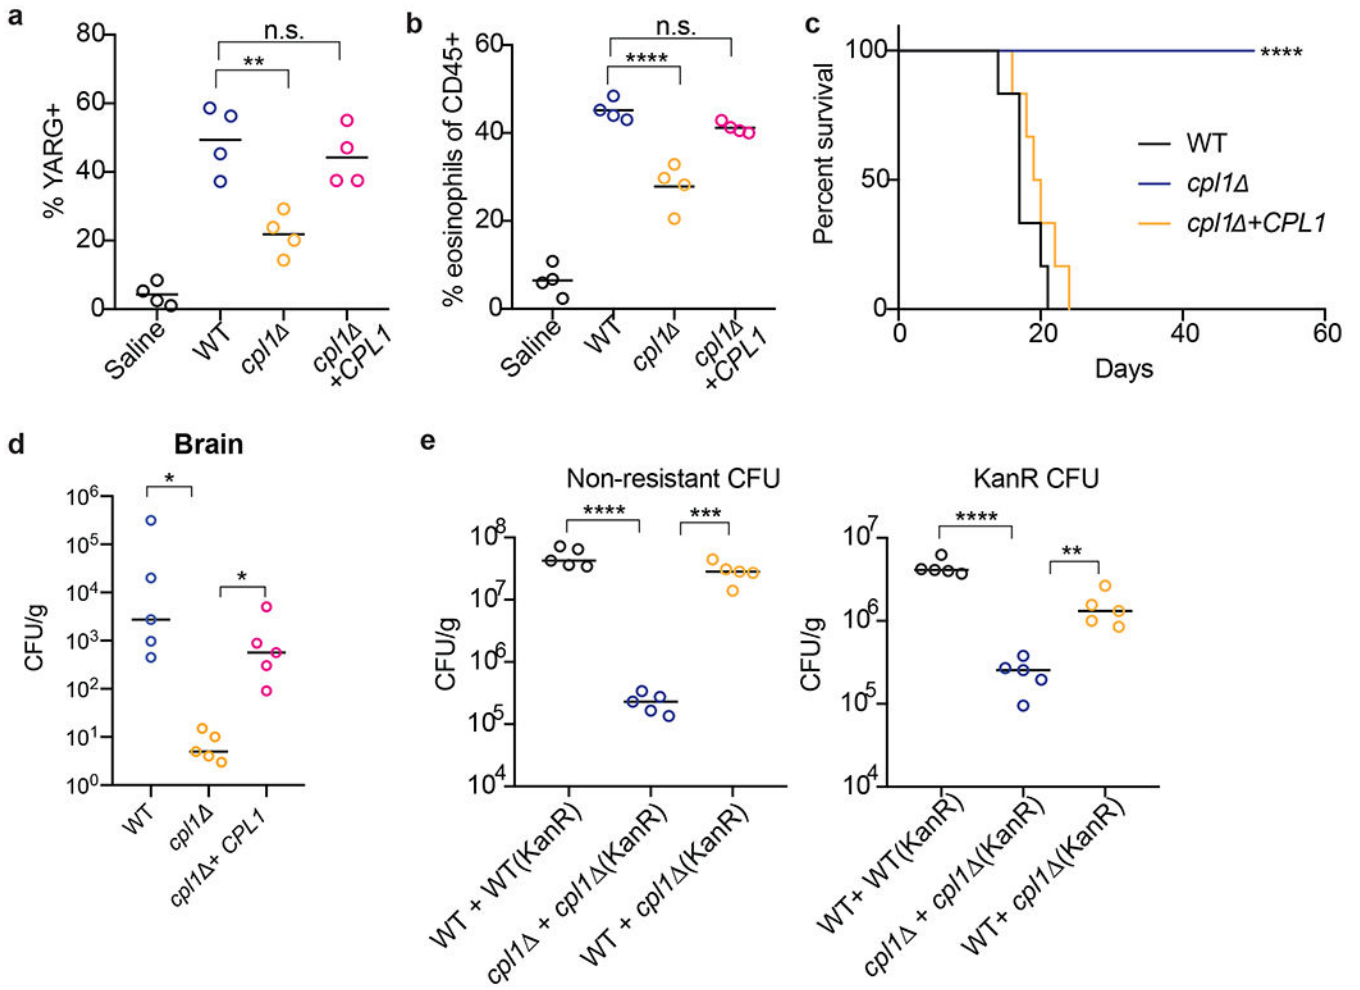 a
80
60
40
20
0
% YARG+
n.s.
**
Saline
WT
cpl1Δ
cpl1Δ
+CPL1
b
60
40
20
0
% eosinophils of CD45+
n.s.
****
Saline
WT
cpl1Δ
cpl1Δ
+CPL1
c
100
50
0
Percent survival
****
WT
cpl1Δ
cpl1Δ+CPL1
0
20
40
60
Days
d
Brain
10⁶
10⁵
10⁴
10³
10²
10¹
10⁰
CFU/g
*
*
WT
cpl1Δ
cpl1Δ+ CPL1
e
Non-resistant CFU
10⁸
10⁷
10⁶
10⁵
10⁴
CFU/g
****
***
WT + WT(KanR)
cpl1Δ + cpl1Δ(KanR)
WT + cpl1Δ(KanR)
KanR CFU
10⁷
10⁶
10⁵
10⁴
CFU/g
****
**
WT+ WT(KanR)
cpl1Δ + cpl1Δ(KanR)
WT+ cpl1Δ(KanR)